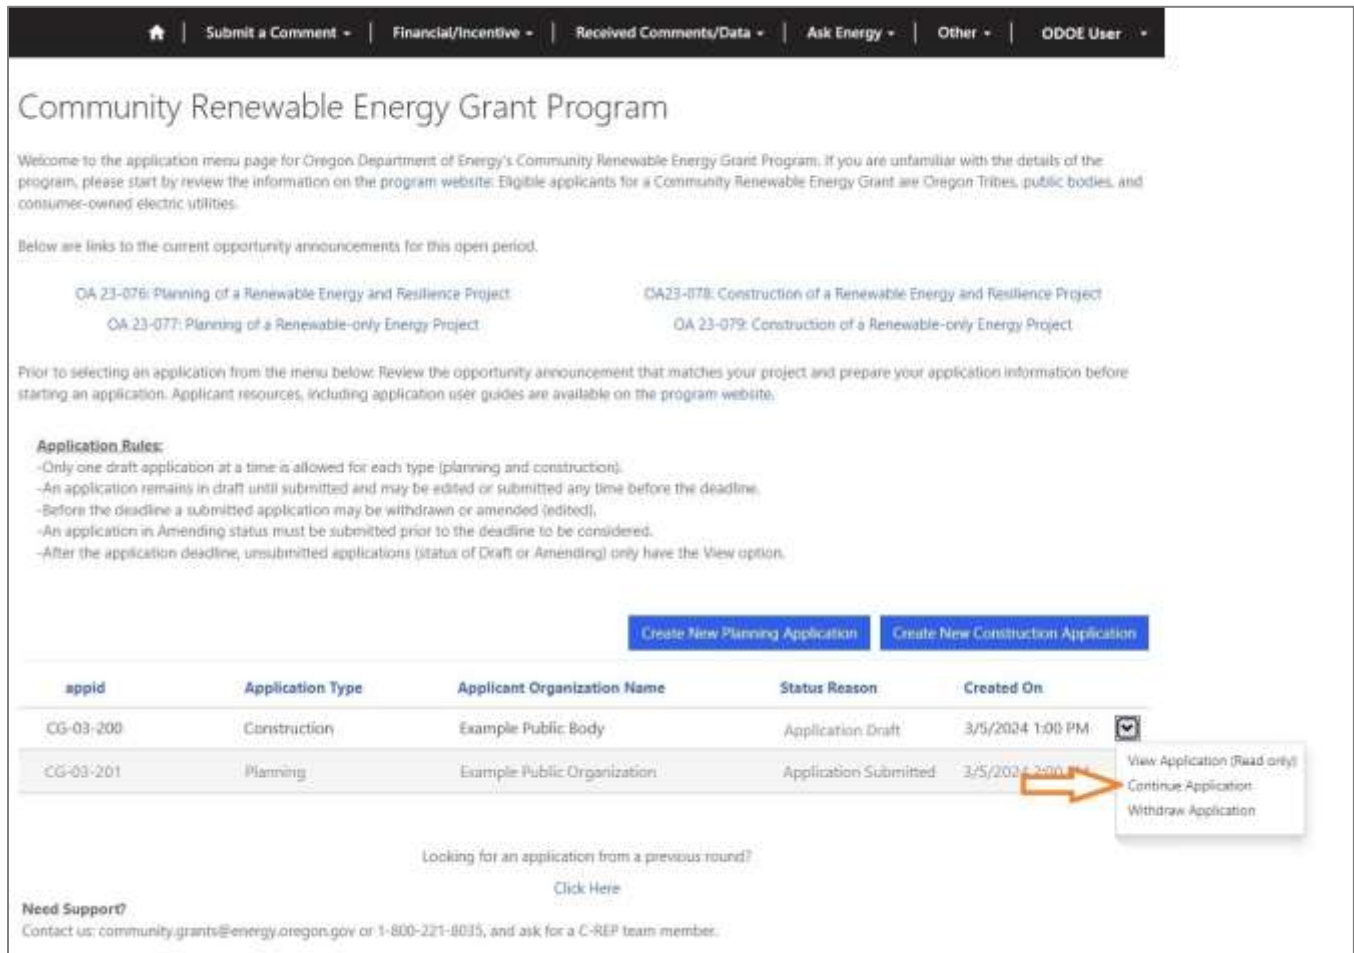 Submit a Comment | Financial/Incentive | Received Comments/Data | Ask Energy | Other | ODOE User
Community Renewable Energy Grant Program
Welcome to the application menu page for Oregon Department of Energy's Community Renewable Energy Grant Program. If you are unfamiliar with the details of the
program, please start by review the information on the program website. Eligible applicants for a Community Renewable Energy Grant are Oregon Tribes, public bodies, and
consumer-owned electric utilities.
Below are links to the current opportunity announcements for this open period.
OA 23-076: Planning of a Renewable Energy and Resilience Project OA23-078: Construction of a Renewable Energy and Resilience Project
OA 23-077: Planning of a Renewable-only Energy Project OA 23-079: Construction of a Renewable-only Energy Project
Prior to selecting an application from the menu below: Review the opportunity announcement that matches your project and prepare your application information before
starting an application. Applicant resources, including application user guides are available on the program website.
Application Rules:
-Only one draft application at a time is allowed for each type (planning and construction).
-An application remains in draft until submitted and may be edited or submitted any time before the deadline.
-Before the deadline a submitted application may be withdrawn or amended (edited).
-An application in Amending status must be submitted prior to the deadline to be considered.
-After the application deadline, unsubmitted applications (status of Draft or Amending) only have the View option.
Create New Planning Application Create New Construction Application
appid Application Type Applicant Organization Name Status Reason Created On
CG-03-200 Construction Example Public Body Application Draft 3/5/2024 1:00 PM
CG-03-201 Planning Example Public Organization Application Submitted 3/5/2024 2:00 PM
View Application (Read only)
Continue Application
Withdraw Application
Looking for an application from a previous round?
Click Here
Need Support?
Contact us: community.grants@energy.oregon.gov or 1-800-221-8035, and ask for a C-REP team member.